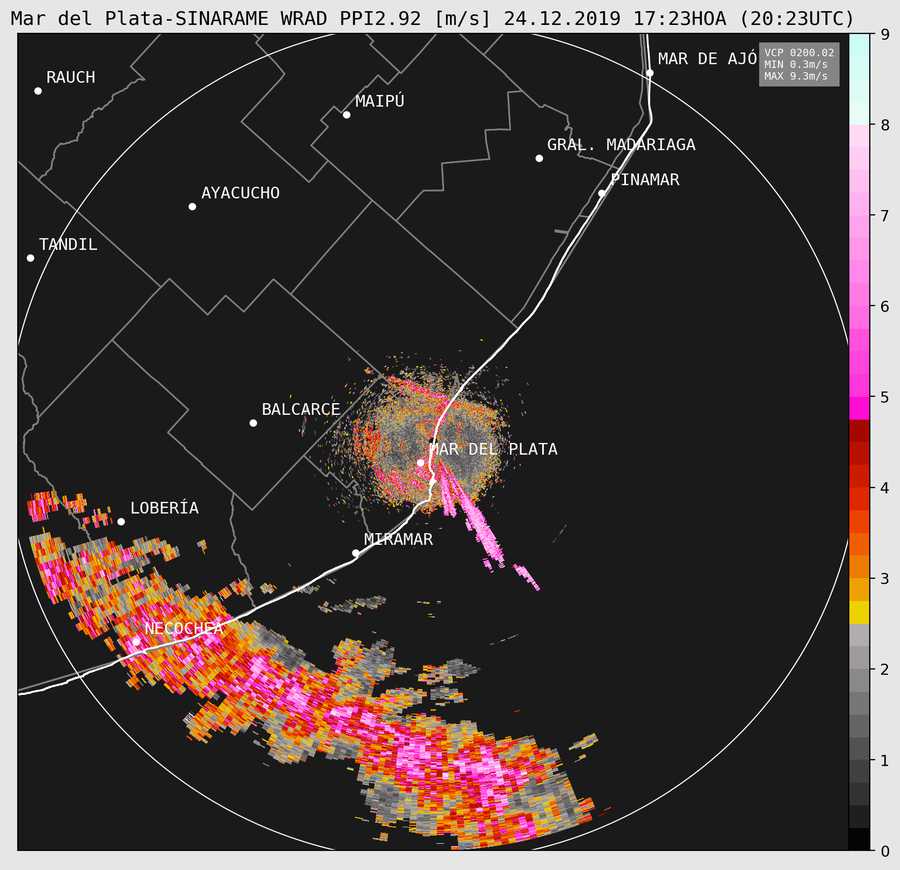 Mar del Plata-SINARAME WRAD PPI2.92 [m/s] 24.12.2019 17:23HOA (20:23UTC)
VCP 0200.02
MIN 0.3m/s
MAX 9.3m/s
MAR DE AJÓ
RAUCH
MAIPÚ
GRAL. MADARIAGA
PINAMAR
AYACUCHO
TANDIL
BALCARCE
MAR DEL PLATA
LOBERÍA
MIRAMAR
NECOCHEA
9
8
7
6
5
4
3
2
1
0